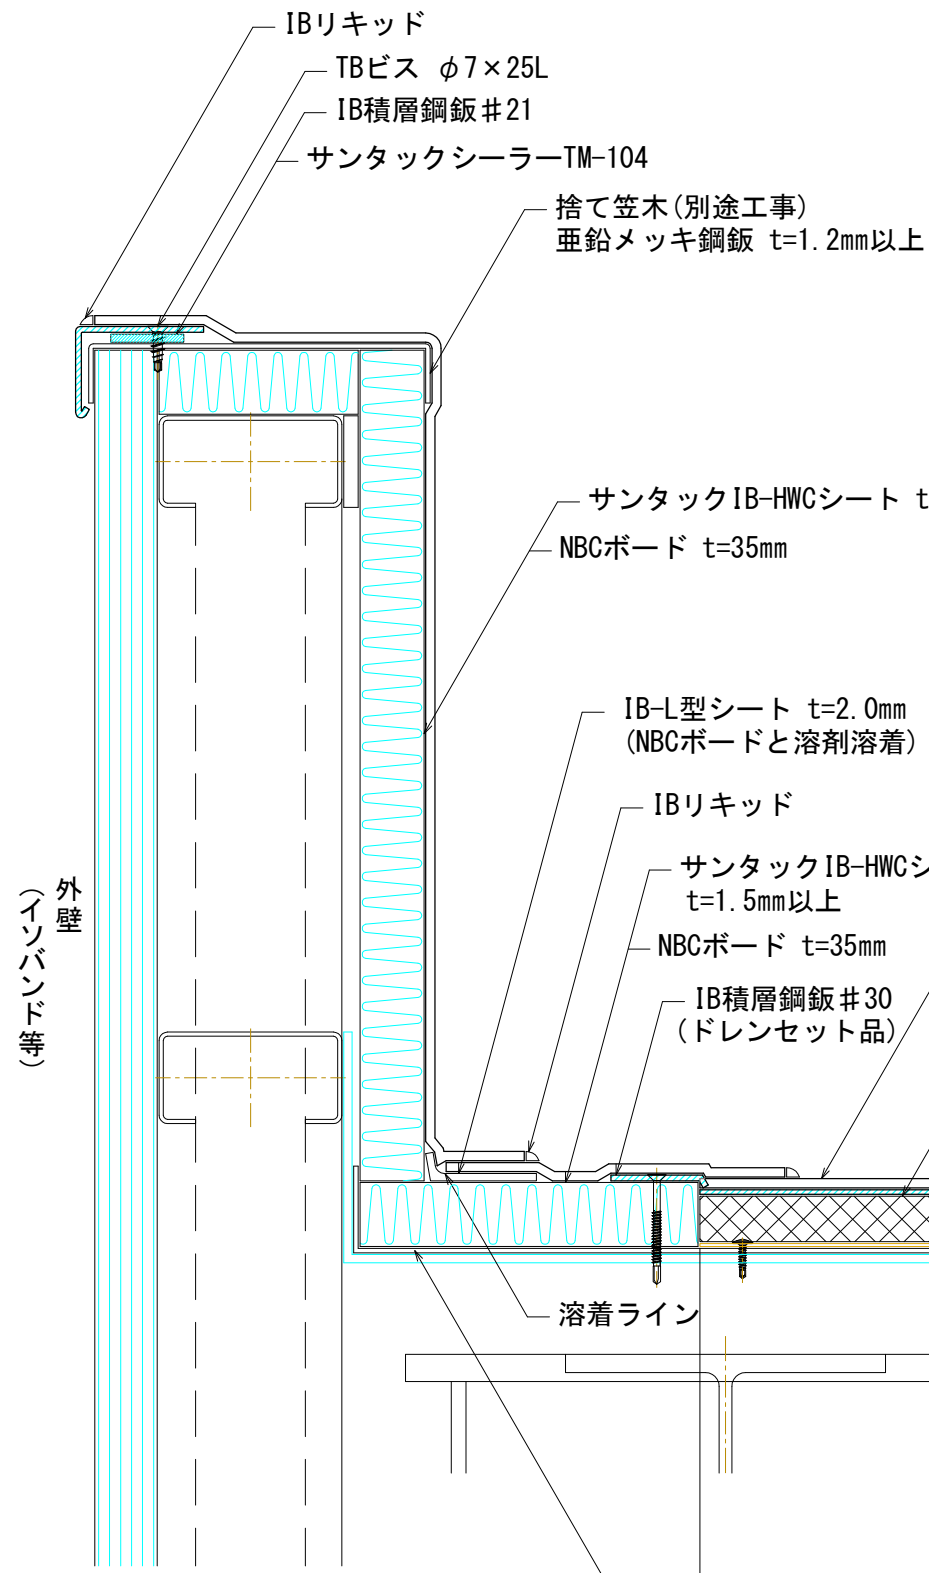 IBリキッド
TBビス φ7×25L
IB積層鋼鈑♯21
サンタックシーラーTM-104
捨て笠木(別途工事)
亜鉛メッキ鋼鈑 t=1.2mm以上
サンタックIB-HWCシート t
NBCボード t=35mm
IB-L型シート t=2.0mm
(NBCボードと溶剤溶着)
IBリキッド
サンタックIB-HWCシ
t=1.5mm以上
NBCボード t=35mm
IB積層鋼鈑♯30
(ドレンセット品)
外壁
(イソバンド等)
溶着ライン